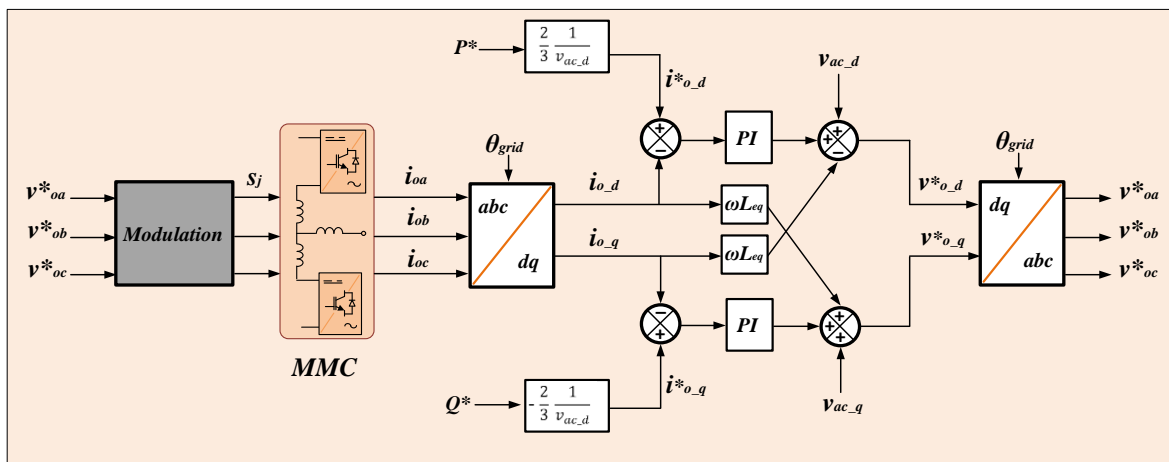 P*
2/3 1/v_ac_d
i*_o_d
v_ac_d
PI
θ_grid
θ_grid
v*_oa
v*_ob
v*_oc
Modulation
s_j
MMC
i_oa
i_ob
i_oc
abc
dq
i_o_d
i_o_q
ωL_eq
ωL_eq
v*_o_d
v*_o_q
dq
abc
v*_oa
v*_ob
v*_oc
PI
i*_o_q
v_ac_q
Q*
- 2/3 1/v_ac_d